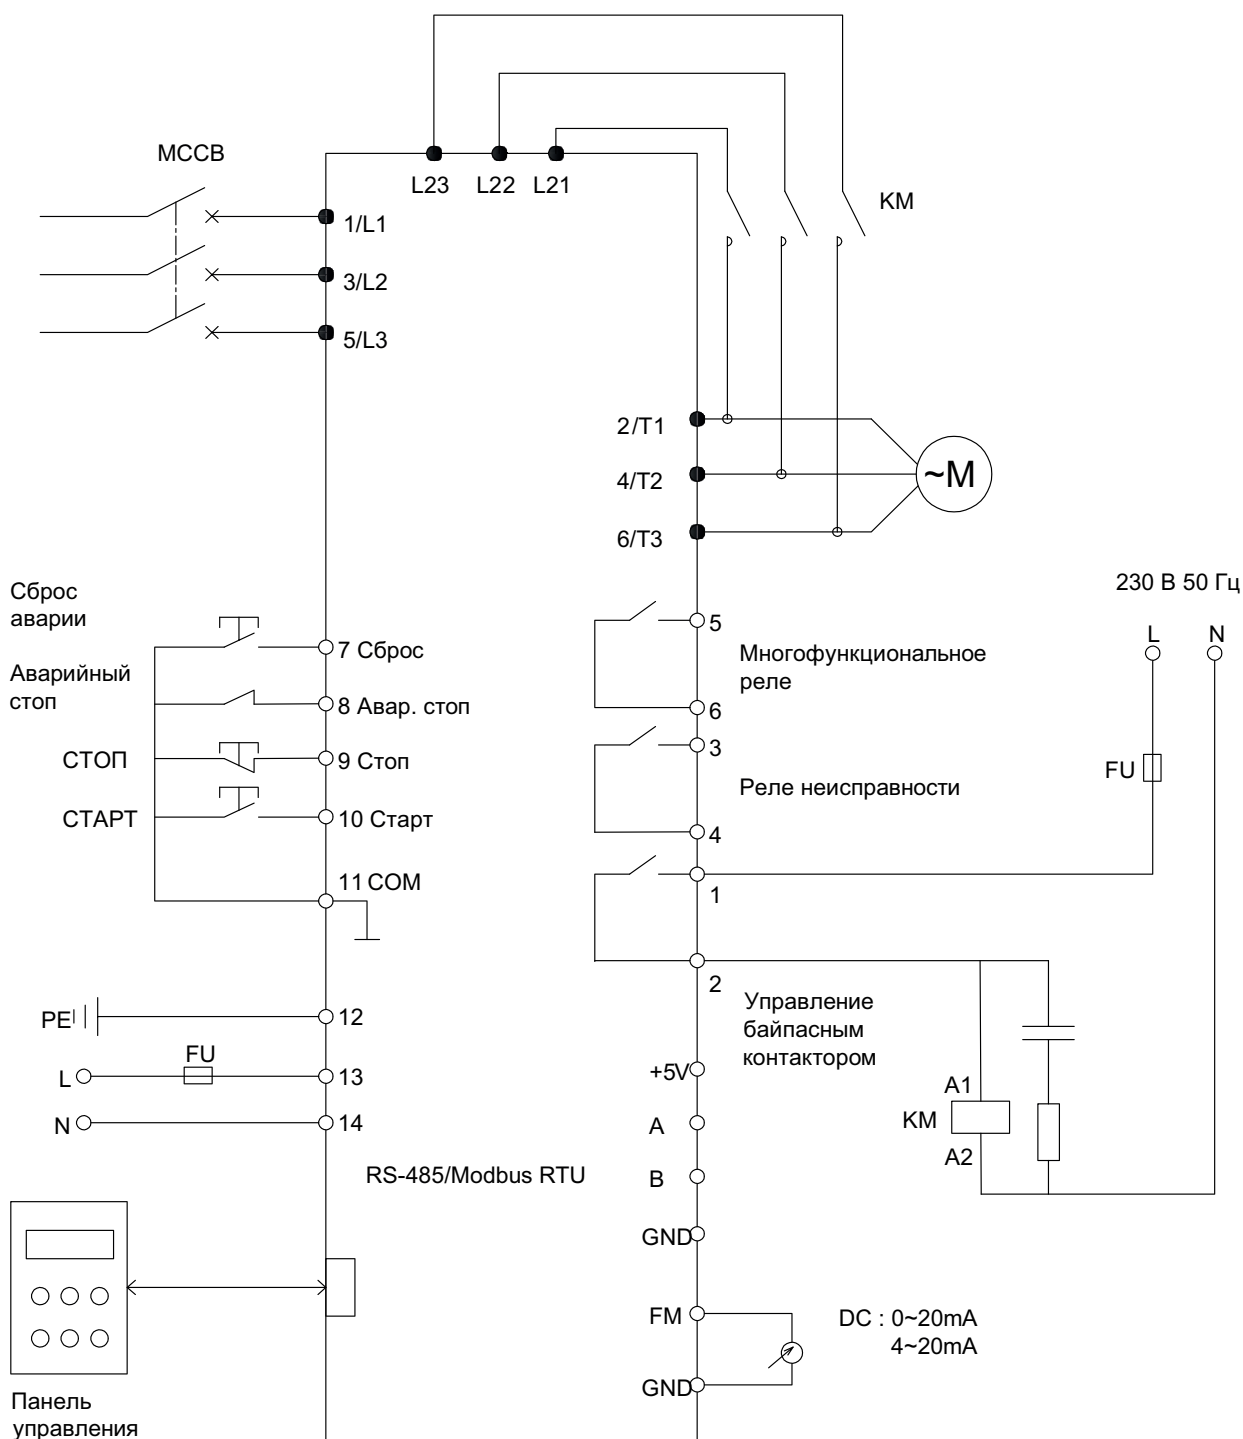 MCCB
L23
L22
L21
KM
1/L1
3/L2
5/L3
2/T1
4/T2
6/T3
~M
Сброс
аварии
Аварийный
стоп
СТОП
СТАРТ
7 Сброс
8 Авар. стоп
9 Стоп
10 Старт
11 COM
PE
12
FU
L
13
N
14
RS-485/Modbus RTU
Панель
управления
5
Многофункциональное
реле
6
3
Реле неисправности
4
1
2
Управление
байпасным
контактором
230 В 50 Гц
L
N
FU
A1
KM
A2
+5V
A
B
GND
FM
DC : 0~20mA
4~20mA
GND